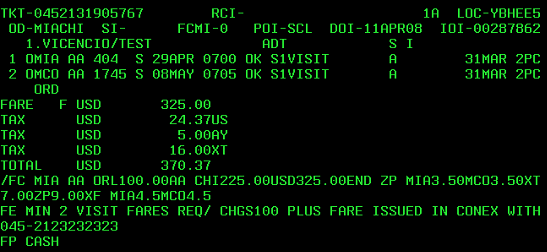 TKT-0452131905767 RCI- 1A LOC-YBHEE5
OD-MIACHI SI- FCMI-0 POI-SCL DOI-11APR08 IOI-00287862
1.VICENCIO/TEST ADT S I
1 OMIA AA 404 S 29APR 0700 OK S1VISIT A 31MAR 2PC
2 OMCO AA 1745 S 08MAY 0705 OK S1VISIT A 31MAR 2PC
ORD
FARE F USD 325.00
TAX USD 24.37US
TAX USD 5.00AY
TAX USD 16.00XT
TOTAL USD 370.37
/FC MIA AA ORL100.00AA CHI225.00USD325.00END ZP MIA3.50MCO3.50XT
7.00ZP9.00XF MIA4.5MCO4.5
FE MIN 2 VISIT FARES REQ/ CHGS100 PLUS FARE ISSUED IN CONEX WITH
045-2123232323
FP CASH